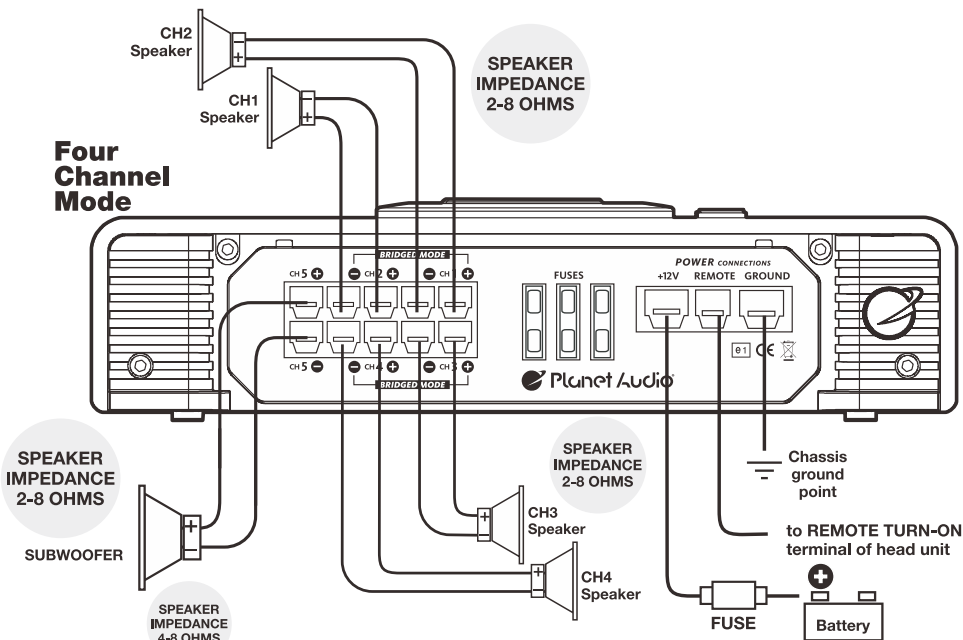 CH2
Speaker
SPEAKER
IMPEDANCE
2-8 OHMS
CH1
Speaker
Four
Channel
Mode
BRIDGED MODE
CH 5 + − CH 2 + − CH 1 +
FUSES
POWER CONNECTIONS
+12V REMOTE GROUND
e1 CE
CH 5 − − CH 4 + − CH 3 +
BRIDGED MODE
Planet Audio®
SPEAKER
IMPEDANCE
2-8 OHMS
SUBWOOFER
+
−
SPEAKER
IMPEDANCE
4-8 OHMS
SPEAKER
IMPEDANCE
2-8 OHMS
CH3
Speaker
CH4
Speaker
Chassis
ground
point
to REMOTE TURN-ON
terminal of head unit
+
FUSE
Battery